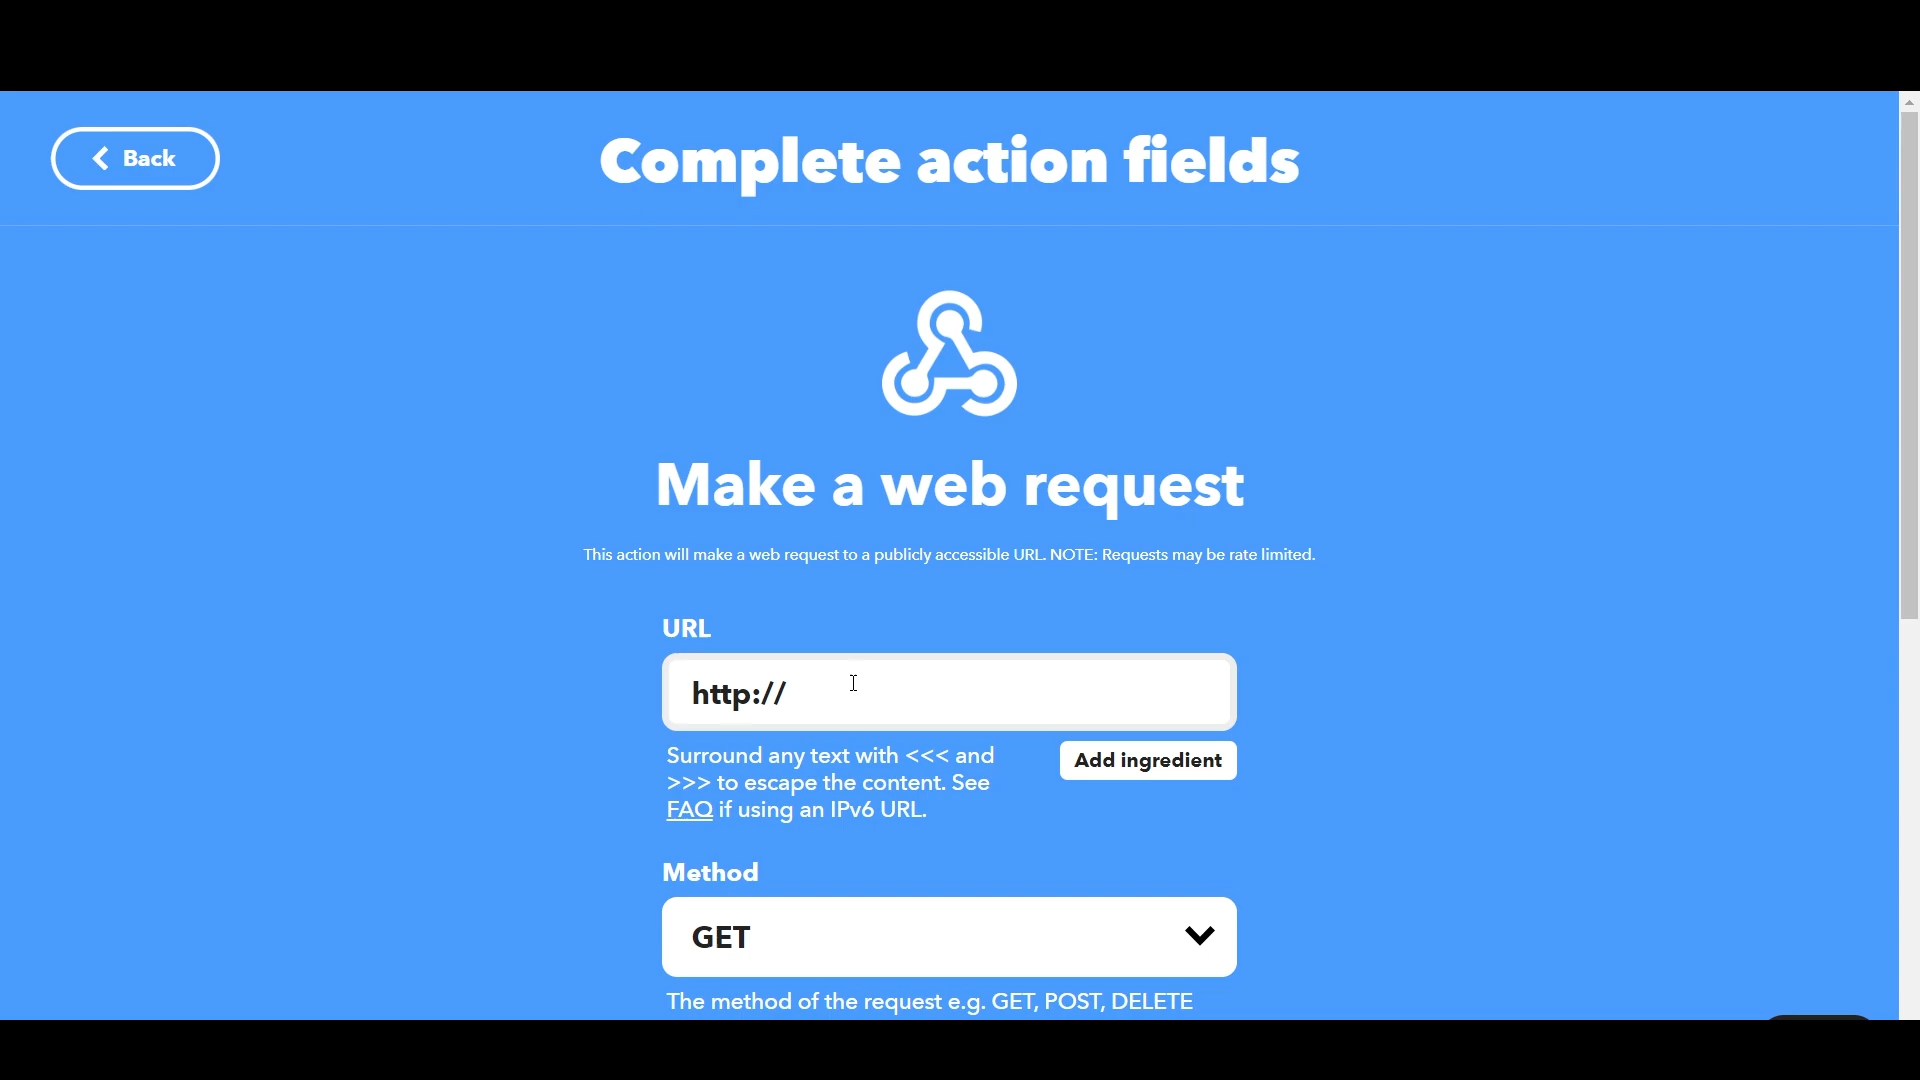 Back
Complete action fields
Make a web request
This action will make a web request to a publicly accessible URL. NOTE: Requests may be rate limited.
URL
http://
Surround any text with <<< and
>>> to escape the content. See
FAQ if using an IPv6 URL.
Add ingredient
Method
GET
The method of the request e.g. GET, POST, DELETE